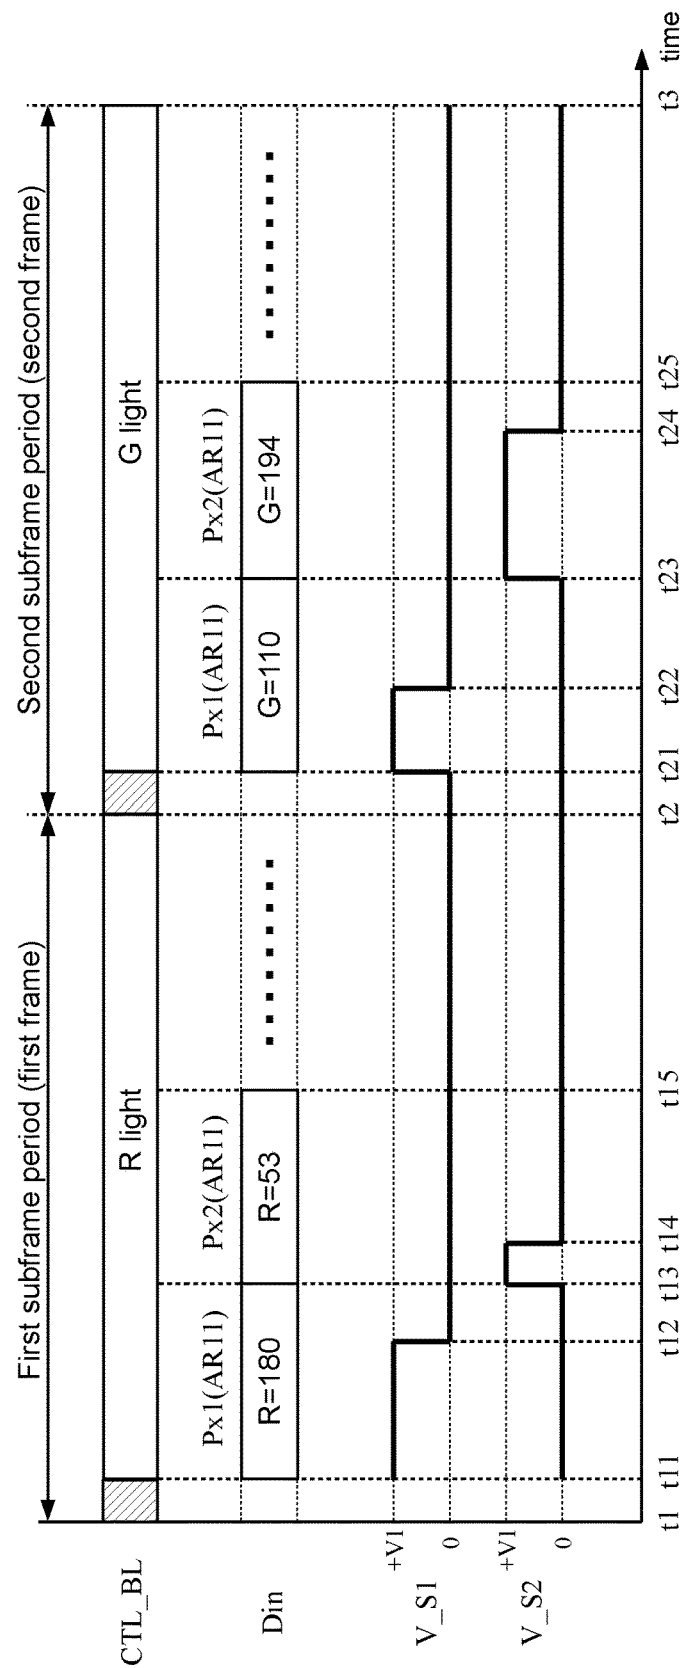 First subframe period (first frame)
Second subframe period (second frame)
CTL_BL
R light
G light
Px1(AR11)
Px2(AR11)
Px1(AR11)
Px2(AR11)
Din
R=180
R=53
G=110
G=194
+V1
V_S1
0
+V1
V_S2
0
t1
t11
t12
t13
t14
t15
t2
t21
t22
t23
t24
t25
t3
time